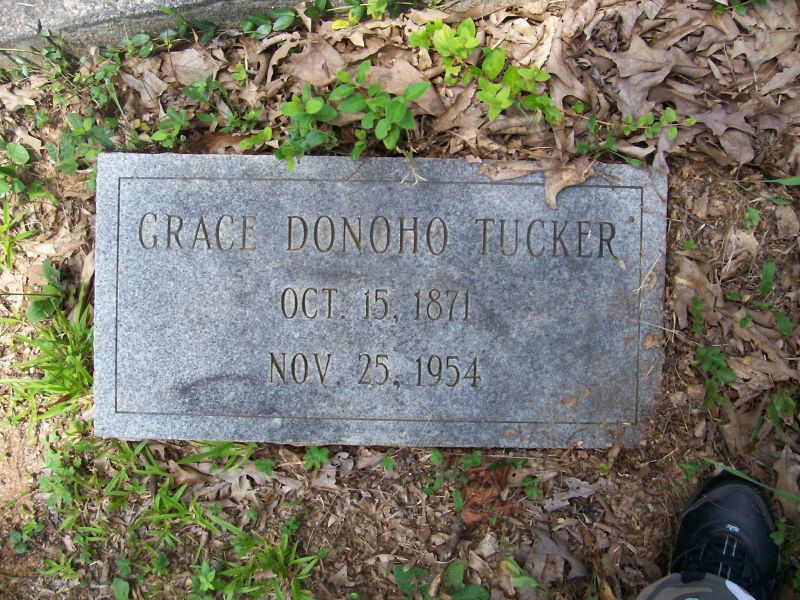 GRACE DONOHO TUCKER
OCT. 15, 1871
NOV. 25, 1954